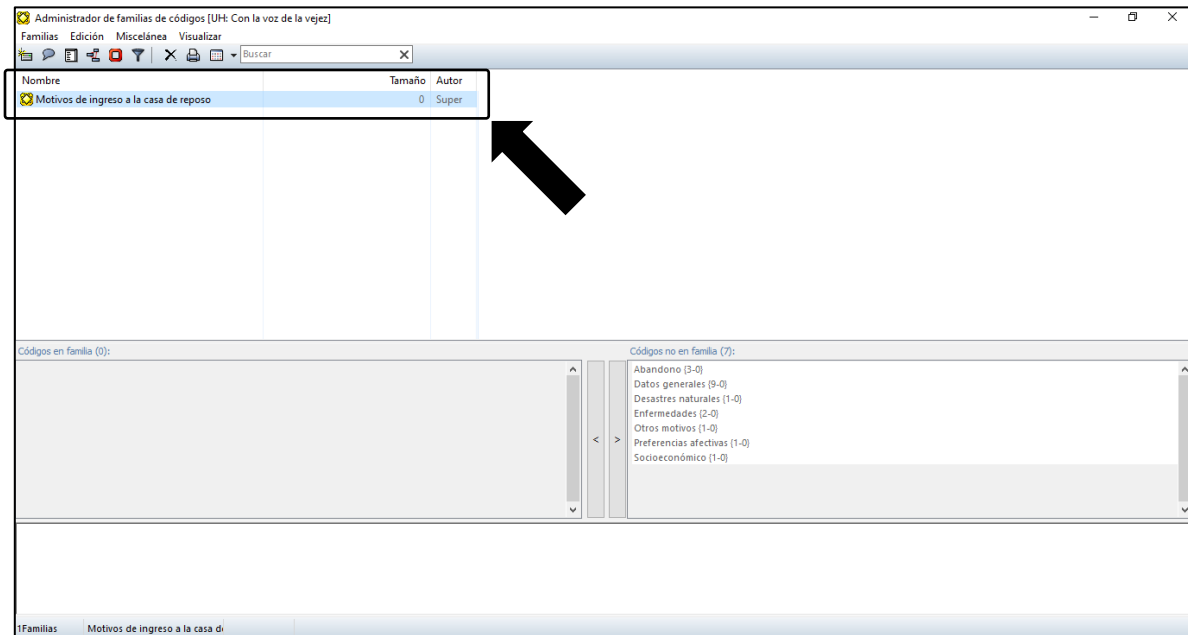 Administrador de familias de códigos [UH: Con la voz de la vejez]
Familias Edición Miscelánea Visualizar
Buscar
Nombre Tamaño Autor
Motivos de ingreso a la casa de reposo 0 Super
Códigos en familia (0):
Códigos no en familia (7):
Abandono {3-0}
Datos generales {9-0}
Desastres naturales {1-0}
Enfermedades {2-0}
Otros motivos {1-0}
< > Preferencias afectivas {1-0}
Socioeconómico {1-0}
1Familias Motivos de ingreso a la casa de